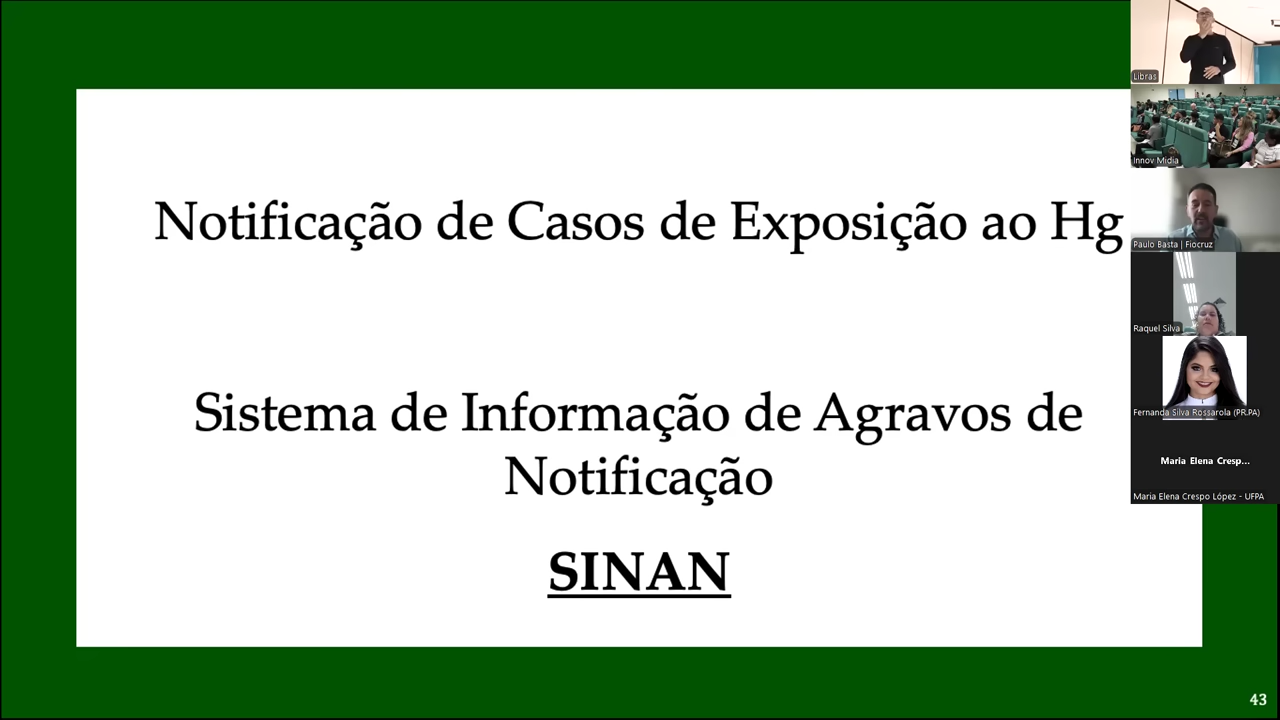 Notificação de Casos de Exposição ao Hg
Sistema de Informação de Agravos de
Notificação
SINAN
43
Libras
Innov Midia
Paulo Basta | Fiocruz
Raquel Silva
Fernanda Silva Rossarola (PR.PA)
Maria Elena Cresp...
Maria Elena Crespo López - UFPA